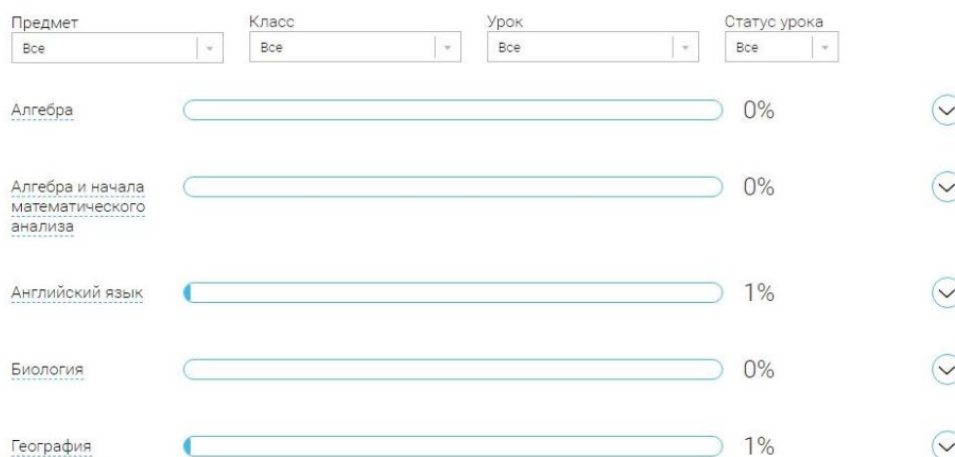 Предмет Класс Урок Статус урока
Все Все Все Все
Алгебра 0%
Алгебра и начала 0%
математического
анализа
Английский язык 1%
Биология 0%
География 1%